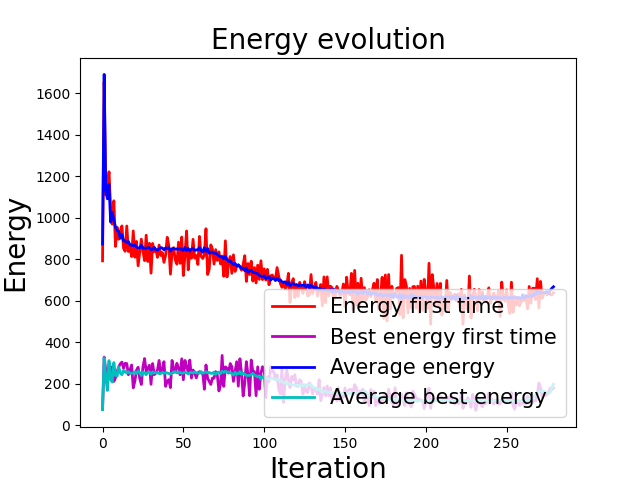 Energy evolution
Energy
1600
1400
1200
1000
800
600
400
200
0
Energy first time
Best energy first time
Average energy
Average best energy
0 50 100 150 200 250
Iteration